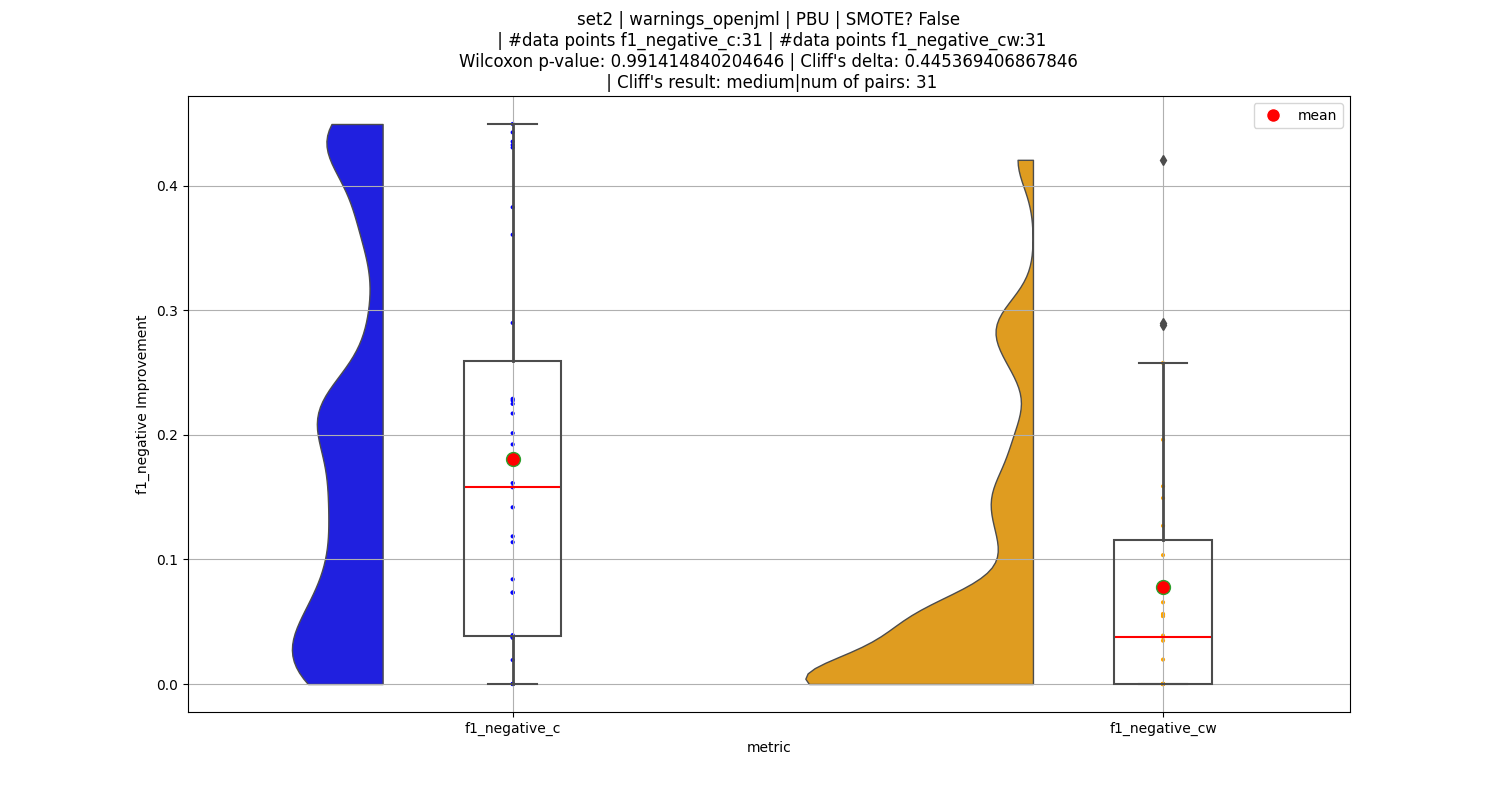 set2 | warnings_openjml | PBU | SMOTE? False
| #data points f1_negative_c:31 | #data points f1_negative_cw:31
Wilcoxon p-value: 0.991414840204646 | Cliff's delta: 0.445369406867846
| Cliff's result: medium|num of pairs: 31
mean
0.4
0.3
0.2
0.1
0.0
f1_negative Improvement
f1_negative_c
f1_negative_cw
metric